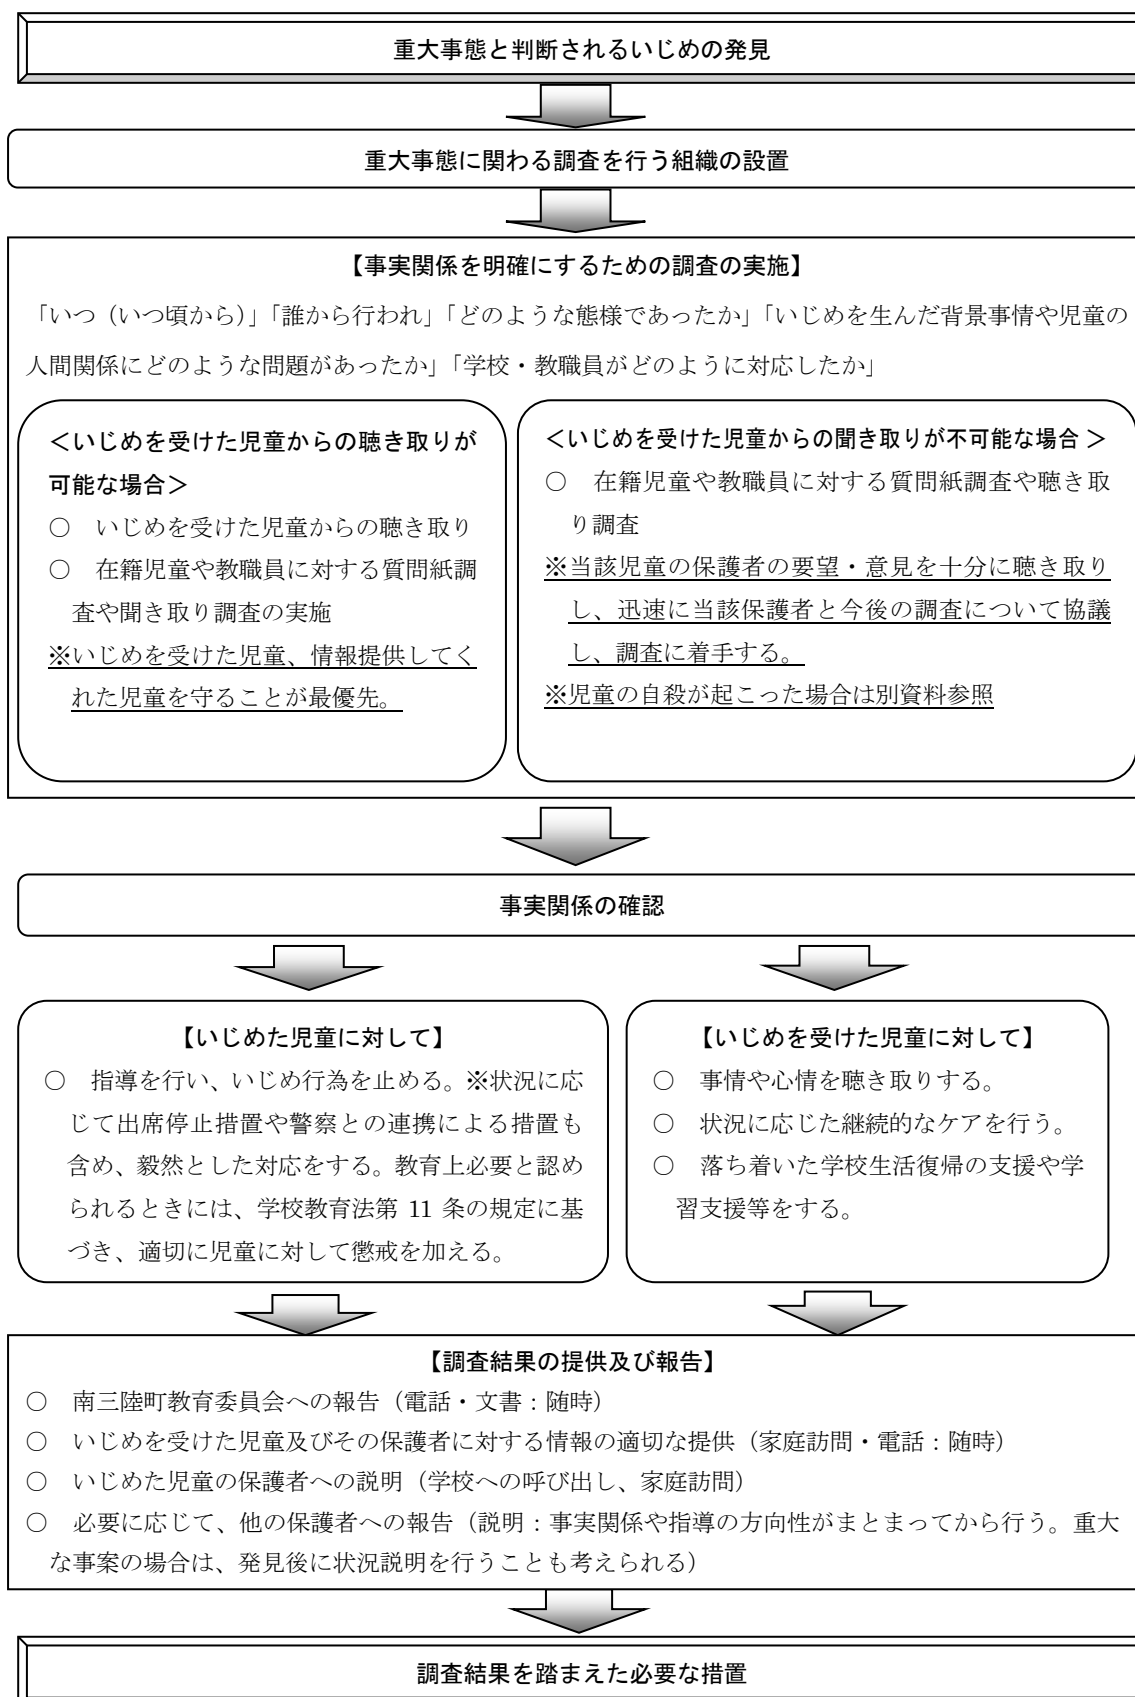 重大事態と判断されるいじめの発見
重大事態に関わる調査を行う組織の設置
【事実関係を明確にするための調査の実施】
「いつ（いつ頃から）」「誰から行われ」「どのような態様であったか」「いじめを生んだ背景事情や児童の
人間関係にどのような問題があったか」「学校・教職員がどのように対応したか」
＜いじめを受けた児童からの聴き取りが
可能な場合＞
○　いじめを受けた児童からの聴き取り
○　在籍児童や教職員に対する質問紙調
査や聞き取り調査の実施
※いじめを受けた児童、情報提供してく
れた児童を守ることが最優先。
＜いじめを受けた児童からの聞き取りが不可能な場合 ＞
○　在籍児童や教職員に対する質問紙調査や聴き取
り調査
※当該児童の保護者の要望・意見を十分に聴き取り
し、迅速に当該保護者と今後の調査について協議
し、調査に着手する。
※児童の自殺が起こった場合は別資料参照
事実関係の確認
【いじめた児童に対して】
○　指導を行い、いじめ行為を止める。※状況に応
じて出席停止措置や警察との連携による措置も
含め、毅然とした対応をする。教育上必要と認め
られるときには、学校教育法第 11 条の規定に基
づき、適切に児童に対して懲戒を加える。
【いじめを受けた児童に対して】
○　事情や心情を聴き取りする。
○　状況に応じた継続的なケアを行う。
○　落ち着いた学校生活復帰の支援や学
習支援等をする。
【調査結果の提供及び報告】
○　南三陸町教育委員会への報告（電話・文書：随時）
○　いじめを受けた児童及びその保護者に対する情報の適切な提供（家庭訪問・電話：随時）
○　いじめた児童の保護者への説明（学校への呼び出し、家庭訪問）
○　必要に応じて、他の保護者への報告（説明：事実関係や指導の方向性がまとまってから行う。重大
な事案の場合は、発見後に状況説明を行うことも考えられる）
調査結果を踏まえた必要な措置